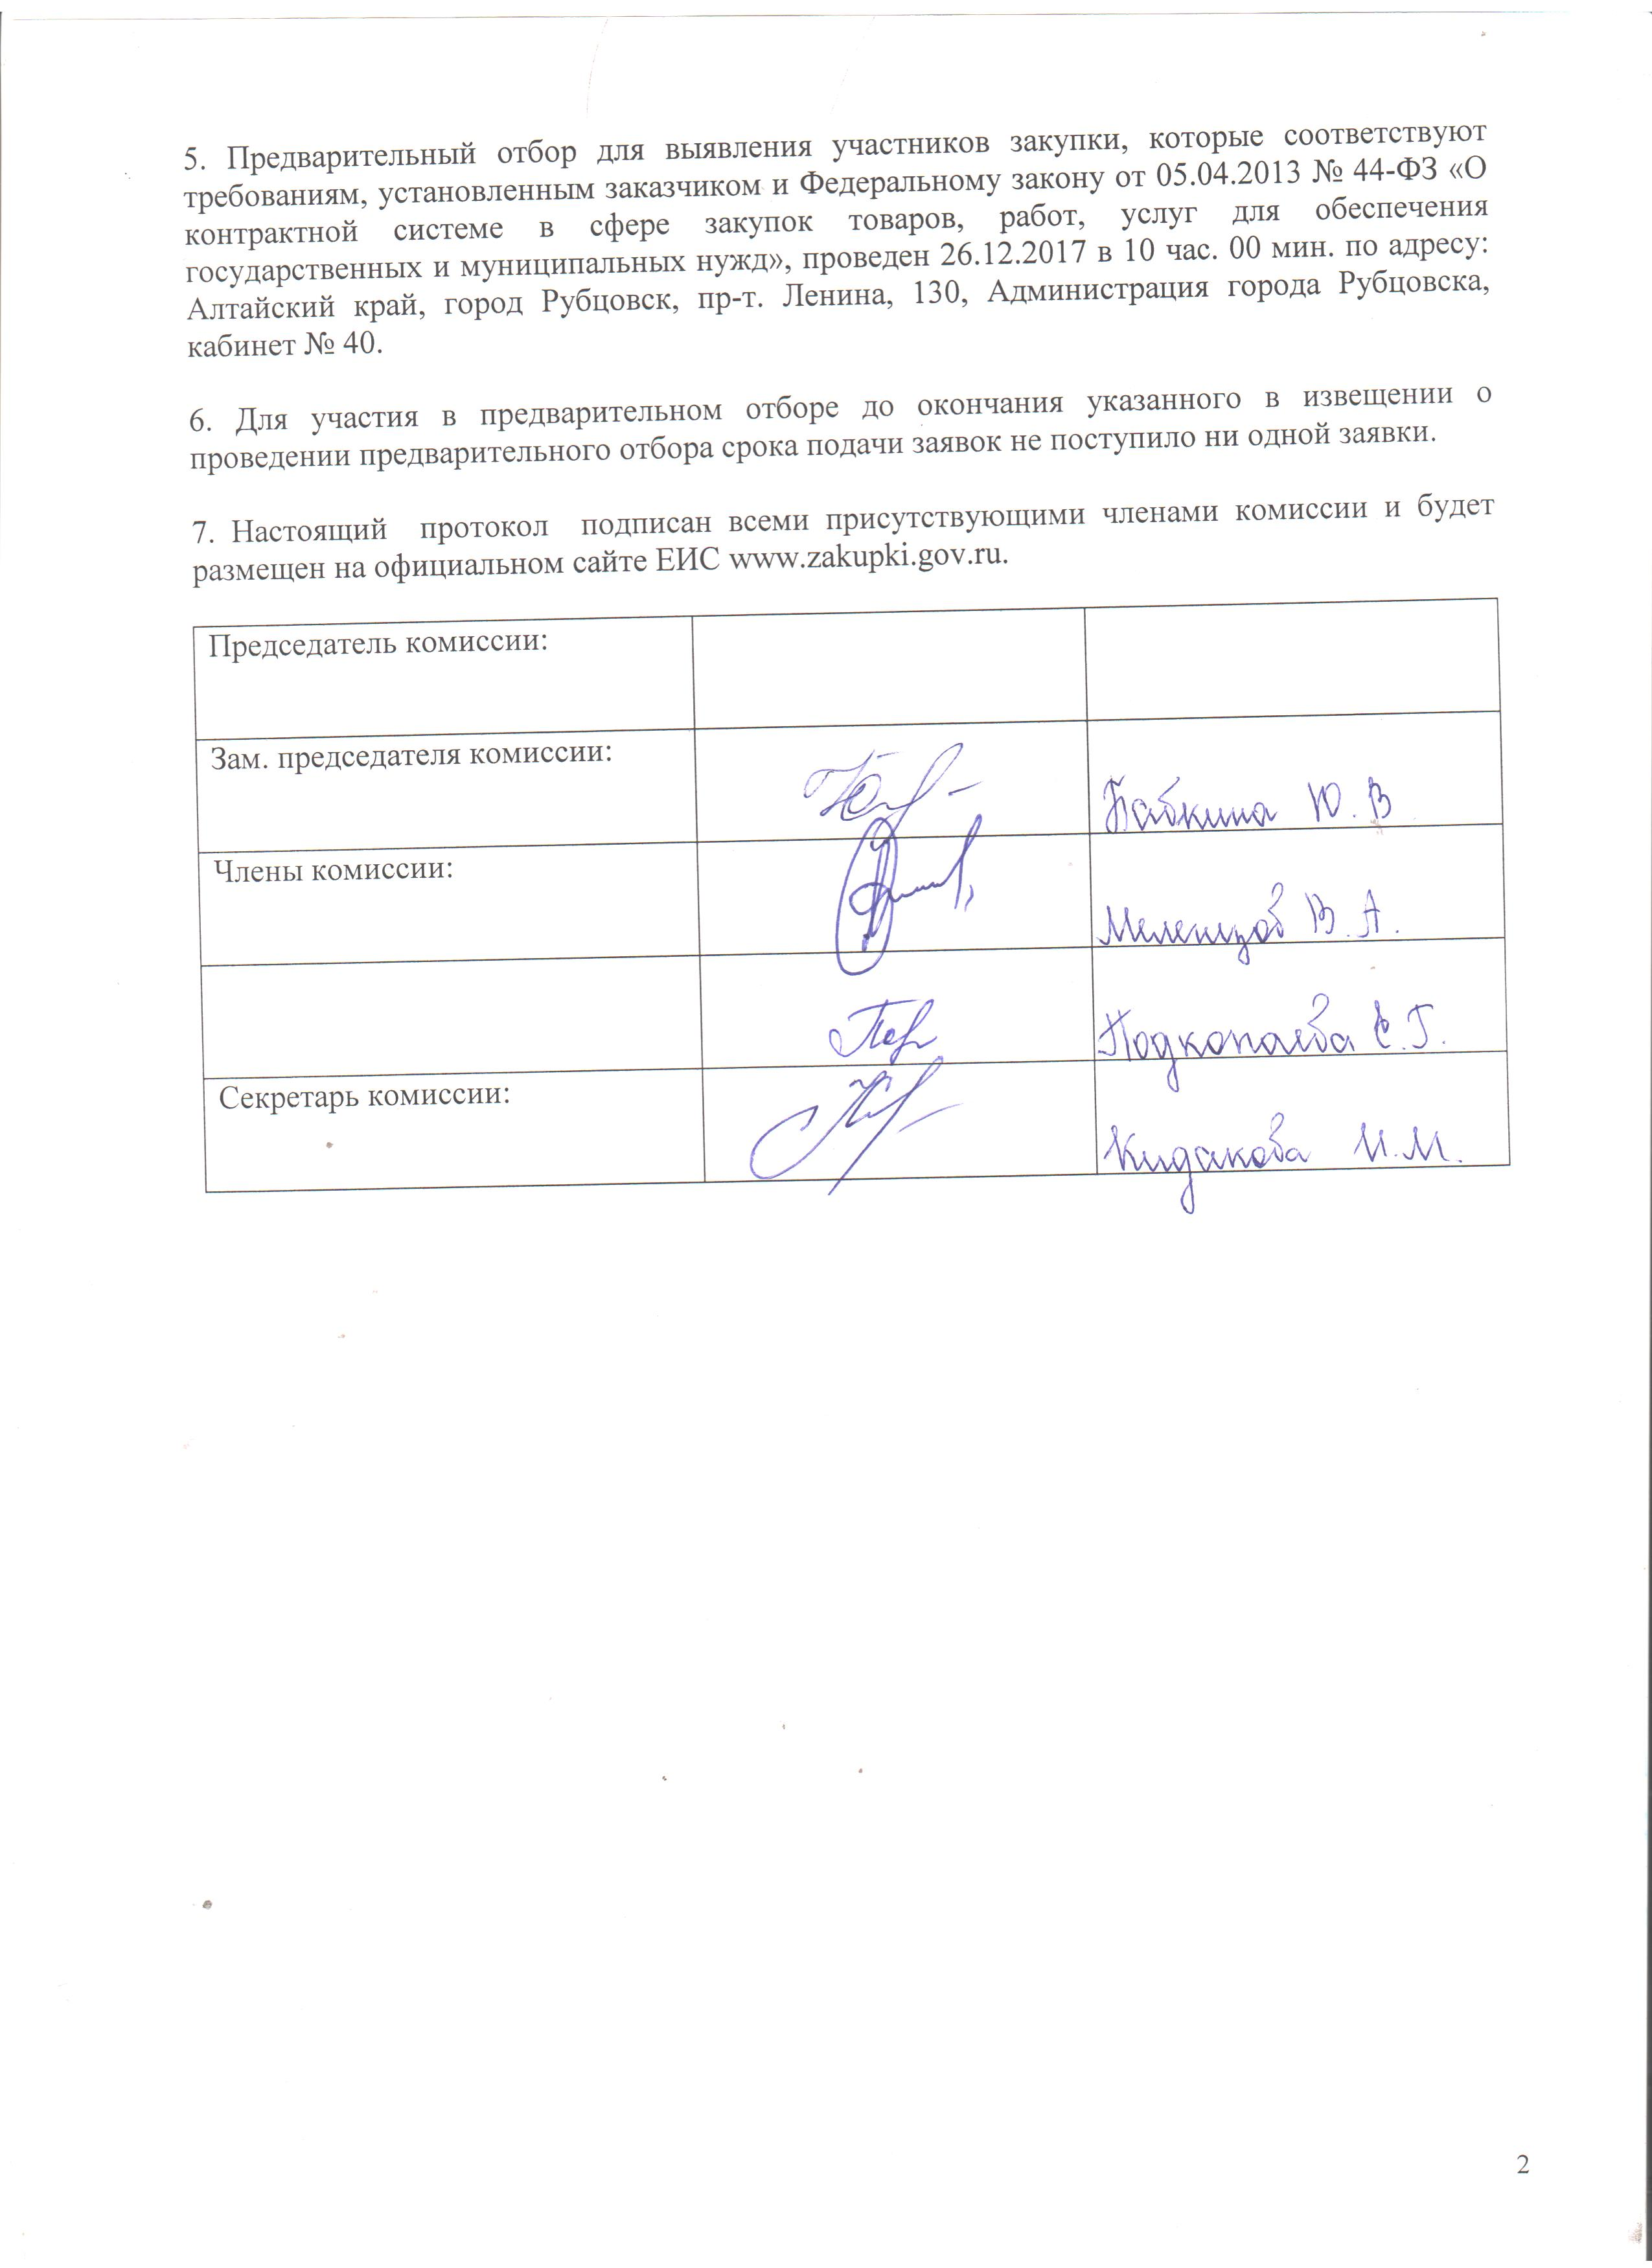 5. Предварительный отбор для выявления участников закупки, которые соответствуют
требованиям, установленным заказчиком и Федеральному закону от 05.04.2013 № 44-ФЗ «О
контрактной системе в сфере закупок товаров, работ, услуг для обеспечения
государственных и муниципальных нужд», проведен 26.12.2017 в 10 час. 00 мин. по адресу:
Алтайский край, город Рубцовск, пр-т. Ленина, 130, Администрация города Рубцовска,
кабинет № 40.
6. Для участия в предварительном отборе до окончания указанного в извещении о
проведении предварительного отбора срока подачи заявок не поступило ни одной заявки.
7. Настоящий протокол подписан всеми присутствующими членами комиссии и будет
размещен на официальном сайте ЕИС www.zakupki.gov.ru.
Председатель комиссии:
Зам. председателя комиссии:
Бабкина Ю. В
Члены комиссии:
В. А.
Подкопаева Е. Г.
Секретарь комиссии:
Кидакова И. М.
2